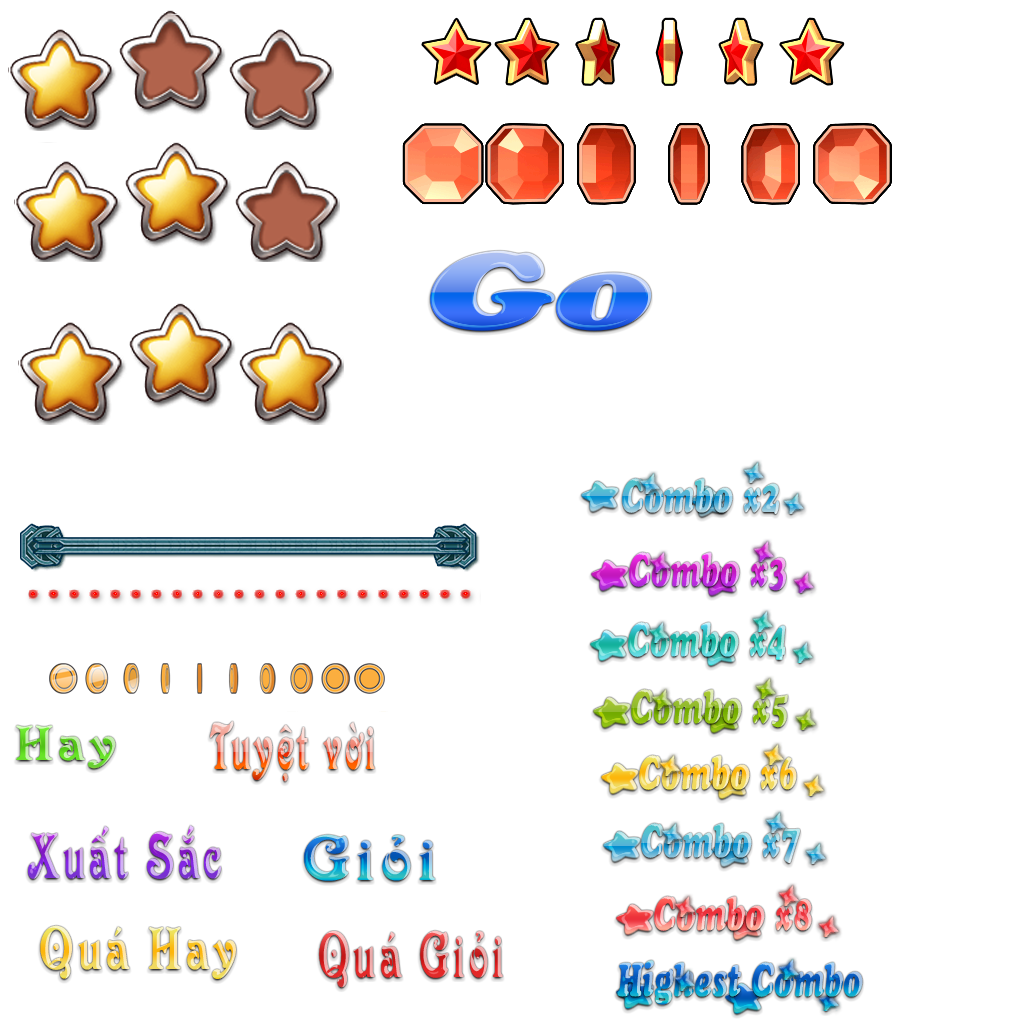 Go
Combo x2
Combo x3
Combo x4
Combo x5
Combo x6
Combo x7
Combo x8
Highest Combo
Hay
Tuyệt vời
Xuất Sắc
Giỏi
Quá Hay
Quá Giỏi